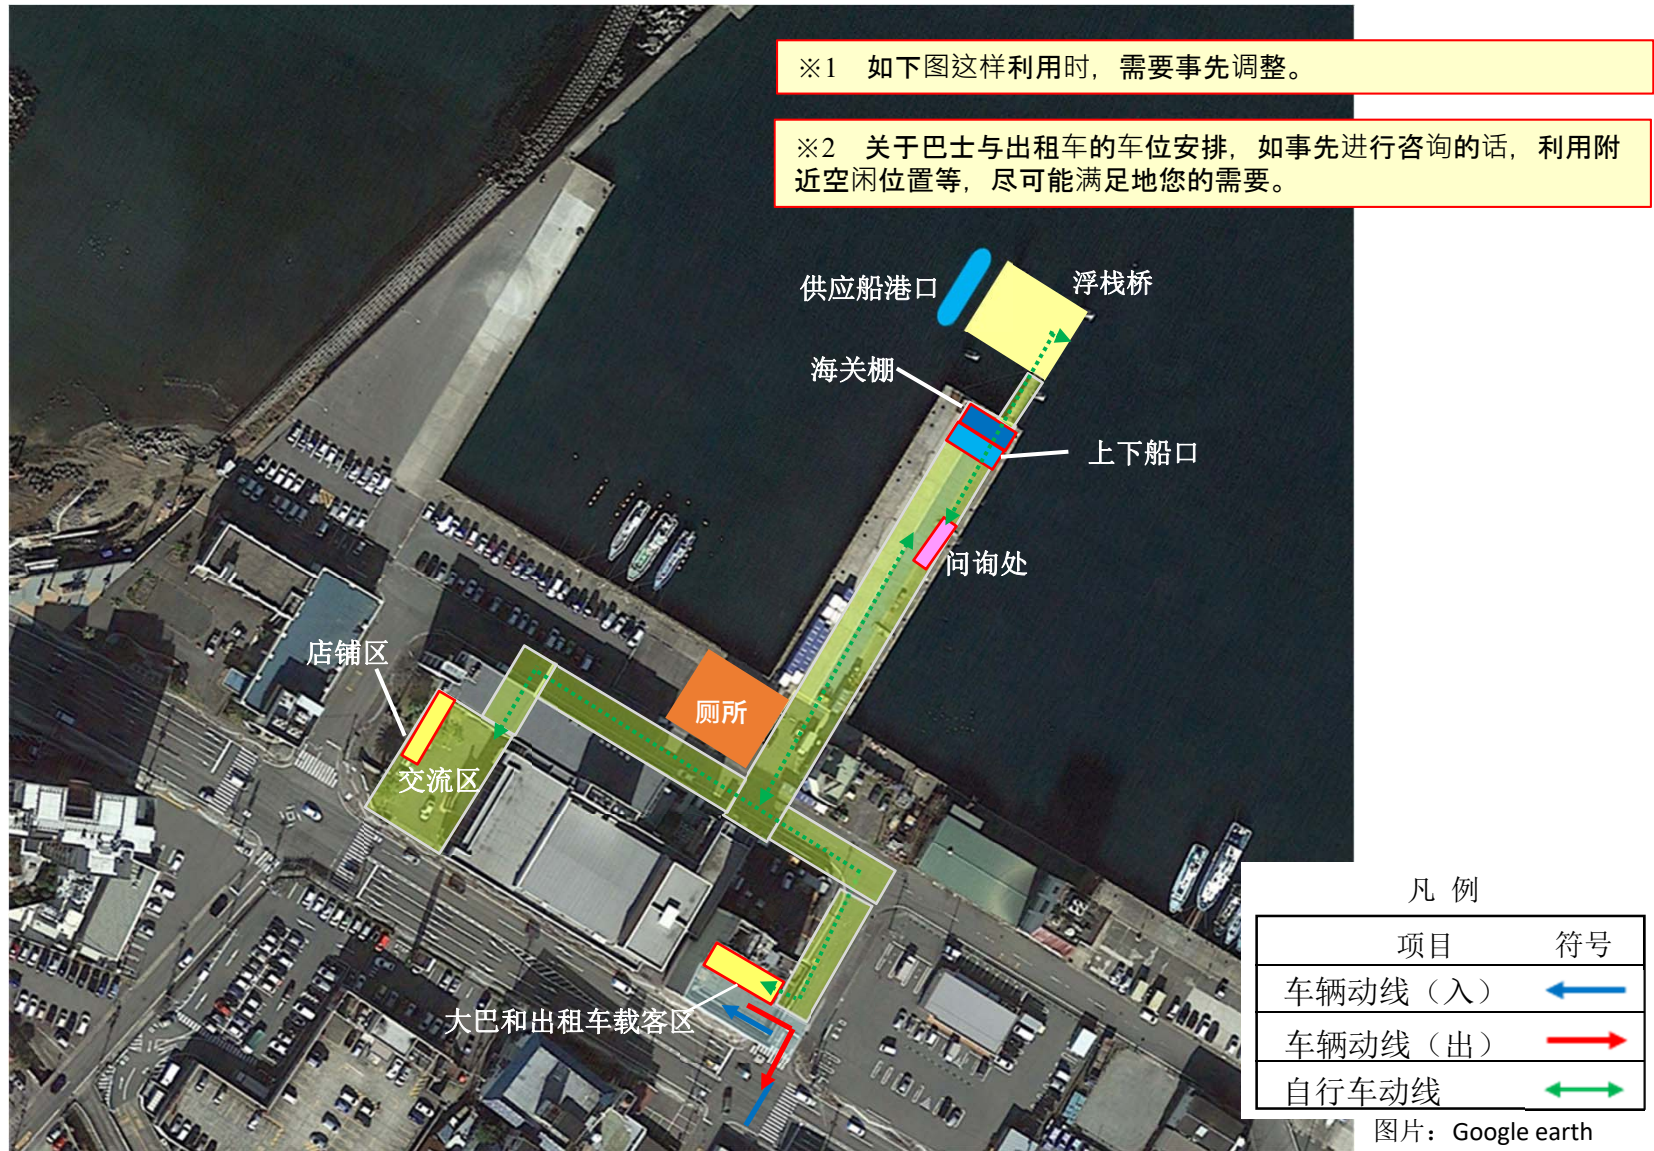 ※1 如下图这样利用时，需要事先调整。
※2 关于巴士与出租车的车位安排，如事先进行咨询的话，利用附
近空闲位置等，尽可能满足地您的需要。
供应船港口
浮栈桥
海关棚
上下船口
问询处
店铺区
厕所
交流区
大巴和出租车载客区
凡 例
项目 符号
车辆动线（入）
车辆动线（出）
自行车动线
图片：Google earth